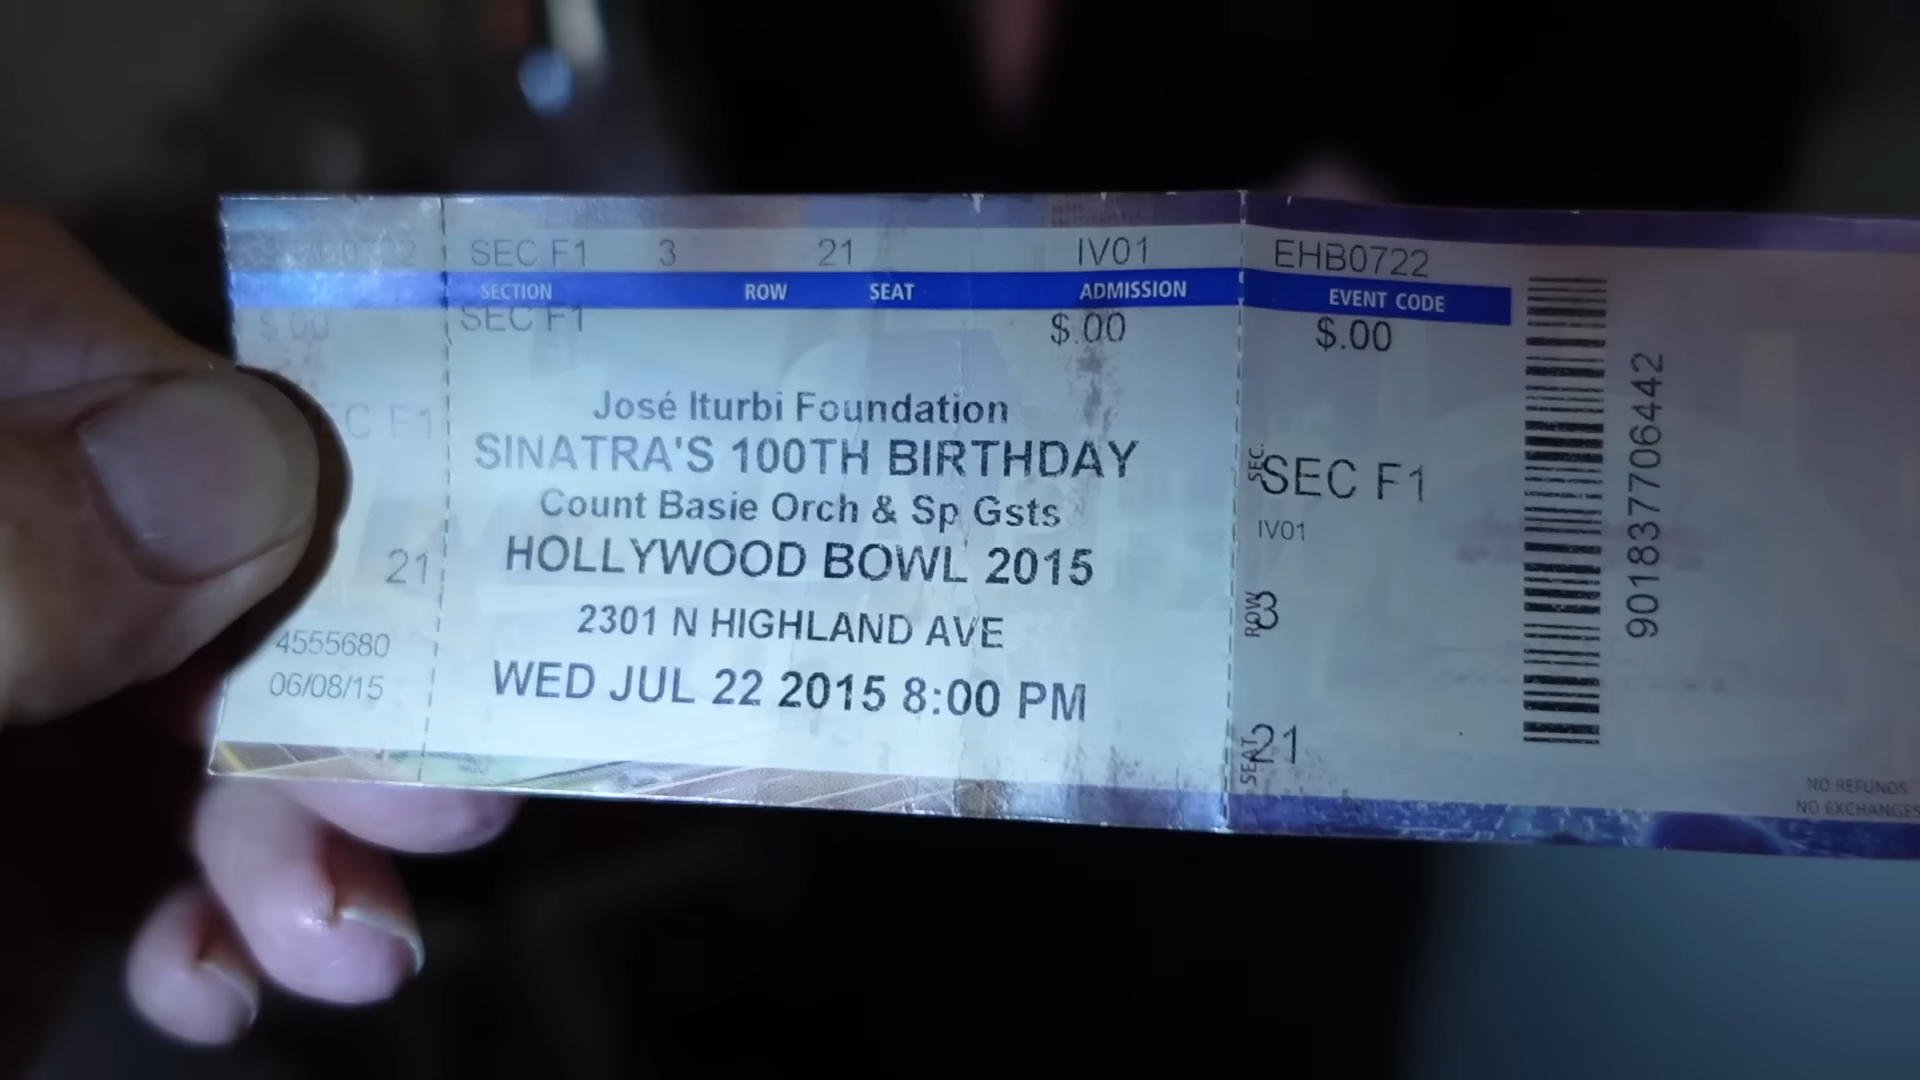 SEC F1 3 21 IV01 EHB0722
SECTION ROW SEAT ADMISSION EVENT CODE
$.00 SEC F1 $.00 $.00
José Iturbi Foundation
SINATRA'S 100TH BIRTHDAY
Count Basie Orch & Sp Gsts
HOLLYWOOD BOWL 2015
2301 N HIGHLAND AVE
WED JUL 22 2015 8:00 PM
C F1
21
4555680
06/08/15
SEC. SEC F1
IV01
ROW 3
SEAT 21
9018377706442
NO REFUNDS
NO EXCHANGES